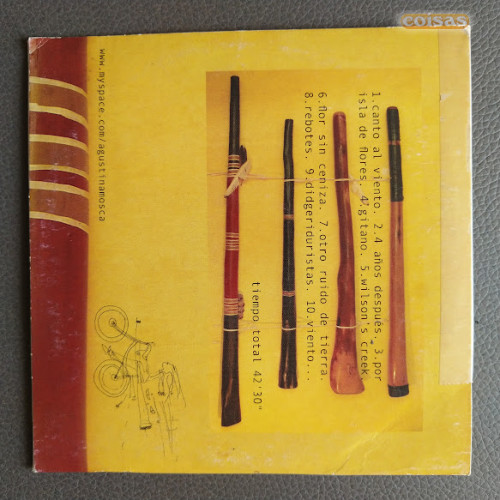 coisas
1.canto al viento. 2.4 años después. 3.por
isla de flores. 4.gitano. 5.wilson's creek
6.flor sin ceniza. 7.otro ruido de tierra.
8.rebotes. 9.didgeriduristas. 10.viento...
tiempo total 42'30"
www.myspace.com/agustinamosca